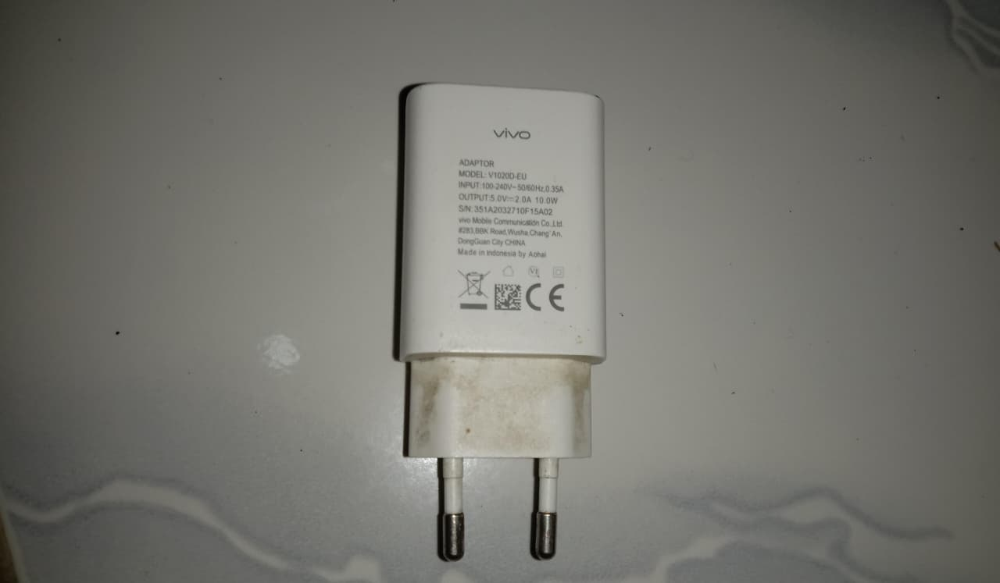 vivo
ADAPTOR
MODEL: V1020D-EU
INPUT:100-240V~50/60Hz,0.35A
OUTPUT:5.0V⎓2.0A 10.0W
S/N: 351A2032710F15A02
vivo Mobile Communication Co.,Ltd.
#283,BBK Road,Wusha,Chang'An,
DongGuan City CHINA
Made in Indonesia by Aohai
VI
CE